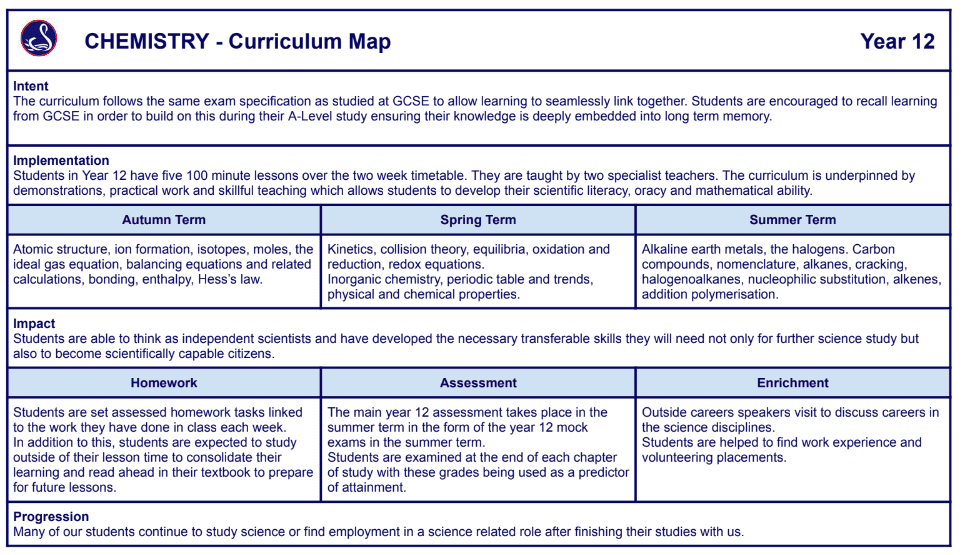 CHEMISTRY - Curriculum Map
Year 12
Intent
The curriculum follows the same exam specification as studied at GCSE to allow learning to seamlessly link together. Students are encouraged to recall learning
from GCSE in order to build on this during their A-Level study ensuring their knowledge is deeply embedded into long term memory.
Implementation
Students in Year 12 have five 100 minute lessons over the two week timetable. They are taught by two specialist teachers. The curriculum is underpinned by
demonstrations, practical work and skillful teaching which allows students to develop their scientific literacy, oracy and mathematical ability.
Autumn Term
Atomic structure, ion formation, isotopes, moles, the
ideal gas equation, balancing equations and related
calculations, bonding, enthalpy, Hess's law.
Spring Term
Kinetics, collision theory, equilibria, oxidation and
reduction, redox equations.
Inorganic chemistry, periodic table and trends,
physical and chemical properties.
Summer Term
Alkaline earth metals, the halogens. Carbon
compounds, nomenclature, alkanes, cracking,
halogenoalkanes, nucleophilic substitution, alkenes,
addition polymerisation.
Impact
Students are able to think as independent scientists and have developed the necessary transferable skills they will need not only for further science study but
also to become scientifically capable citizens.
Homework
Students are set assessed homework tasks linked
to the work they have done in class each week.
In addition to this, students are expected to study
outside of their lesson time to consolidate their
learning and read ahead in their textbook to prepare
for future lessons.
Assessment
The main year 12 assessment takes place in the
summer term in the form of the year 12 mock
exams in the summer term.
Students are examined at the end of each chapter
of study with these grades being used as a predictor
of attainment.
Enrichment
Outside careers speakers visit to discuss careers in
the science disciplines.
Students are helped to find work experience and
volunteering placements.
Progression
Many of our students continue to study science or find employment in a science related role after finishing their studies with us.